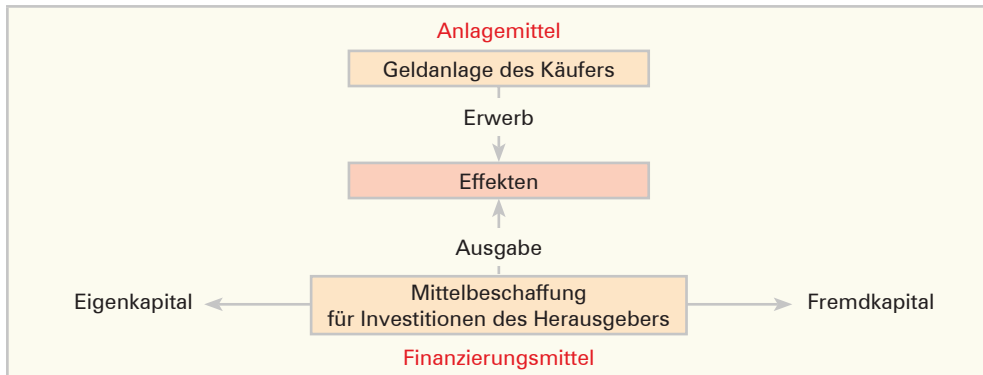 Anlagemittel
Geldanlage des Käufers
Erwerb
Effekten
Ausgabe
Eigenkapital
Mittelbeschaffung
für Investitionen des Herausgebers
Fremdkapital
Finanzierungsmittel